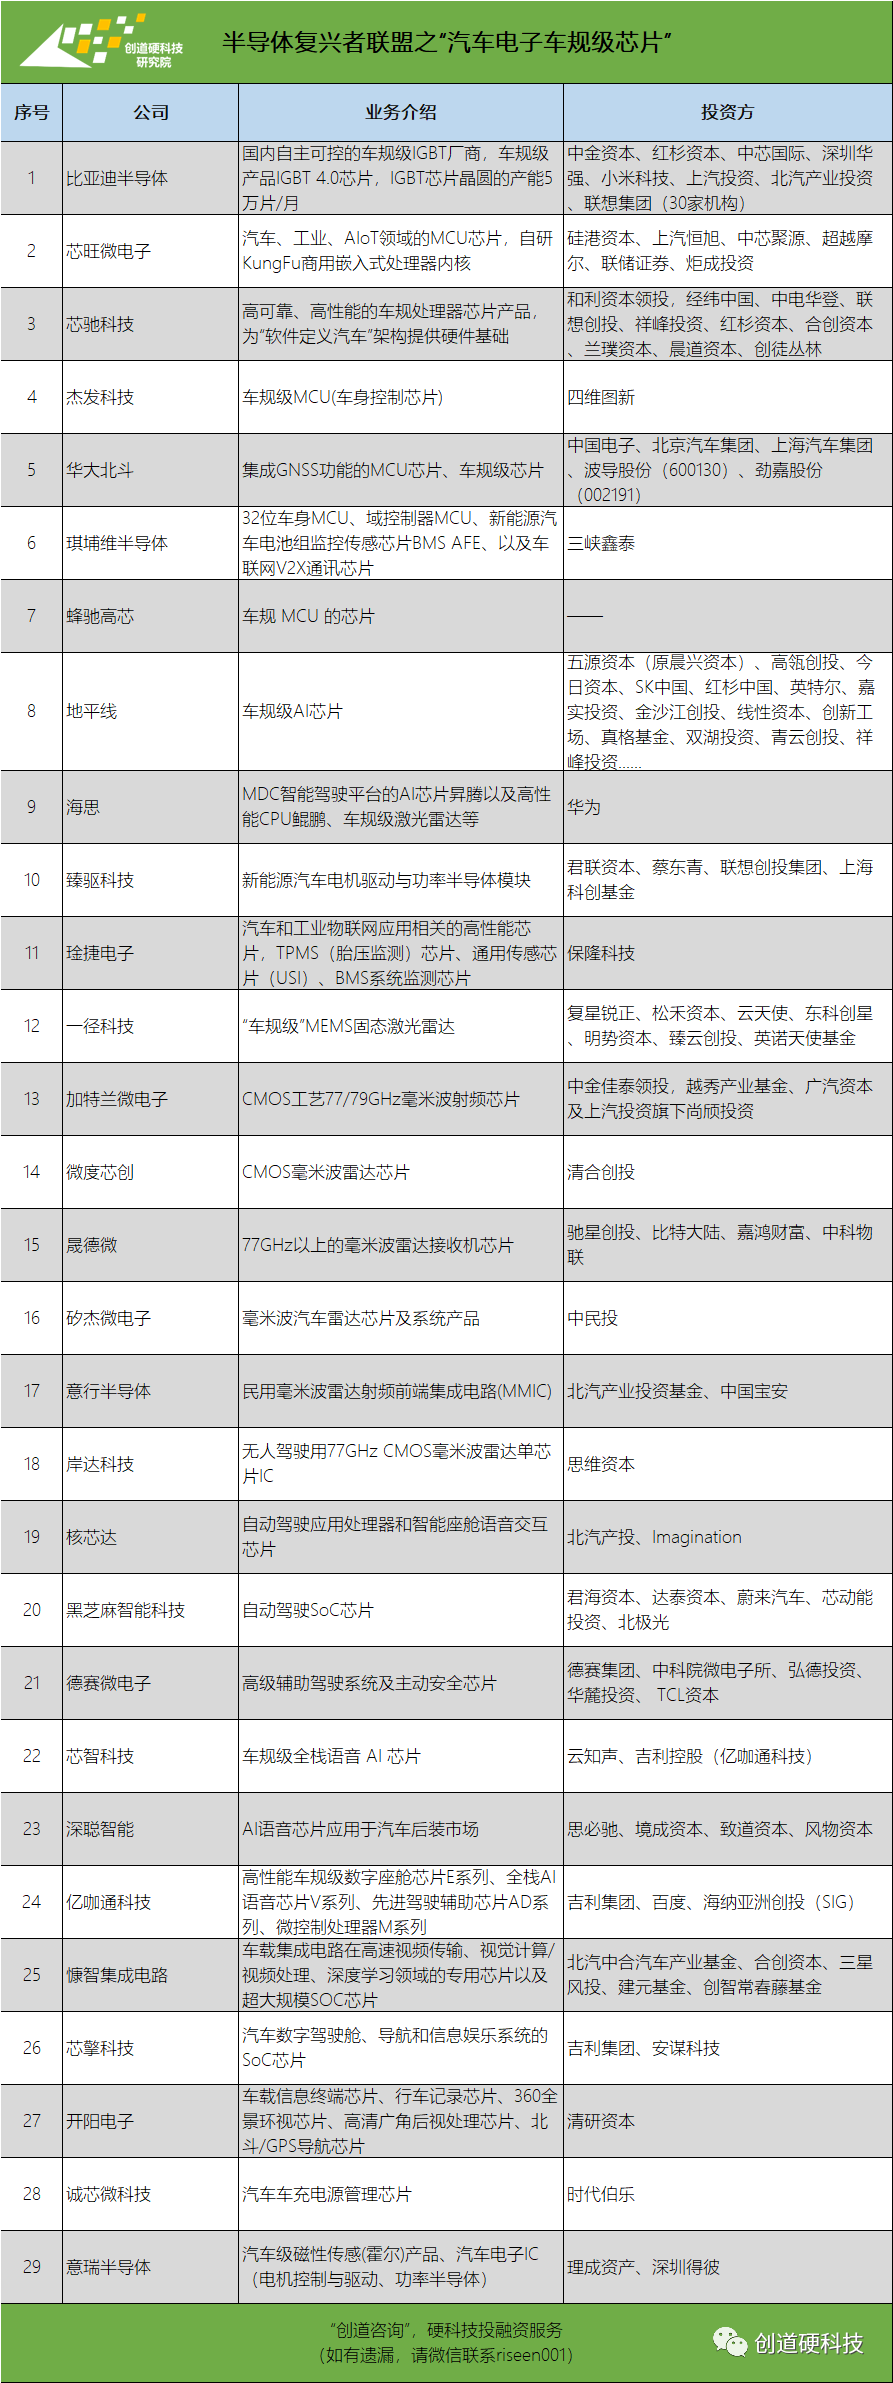 创道硬科技
研究院
半导体复兴者联盟之“汽车电子车规级芯片”
序号 公司 业务介绍 投资方
1 比亚迪半导体
国内自主可控的车规级IGBT厂商，车规级
产品IGBT 4.0芯片，IGBT芯片晶圆的产能5
万片/月
中金资本、红杉资本、中芯国际、深圳华
强、小米科技、上汽投资、北汽产业投资
、联想集团（30家机构）
2 芯旺微电子
汽车、工业、AIoT领域的MCU芯片，自研
KungFu商用嵌入式处理器内核
硅港资本、上汽恒旭、中芯聚源、超越摩
尔、联储证券、炬成投资
3 芯驰科技
高可靠、高性能的车规处理器芯片产品，
为“软件定义汽车”架构提供硬件基础
和利资本领投，经纬中国、中电华登、联
想创投、祥峰投资、红杉资本、合创资本
、兰璞资本、晨道资本、创徒丛林
4 杰发科技 车规级MCU(车身控制芯片) 四维图新
5 华大北斗 集成GNSS功能的MCU芯片、车规级芯片
中国电子、北京汽车集团、上海汽车集团
、波导股份（600130）、劲嘉股份
（002191）
6 琪埔维半导体
32位车身MCU、域控制器MCU、新能源汽
车电池组监控传感芯片BMS AFE、以及车
联网V2X通讯芯片
三峡鑫泰
7 蜂驰高芯 车规 MCU 的芯片 ——
8 地平线 车规级AI芯片
五源资本（原晨兴资本）、高瓴创投、今
日资本、SK中国、红杉中国、英特尔、嘉
实投资、金沙江创投、线性资本、创新工
场、真格基金、双湖投资、青云创投、祥
峰投资......
9 海思
MDC智能驾驶平台的AI芯片昇腾以及高性
能CPU鲲鹏、车规级激光雷达等
华为
10 臻驱科技 新能源汽车电机驱动与功率半导体模块
君联资本、蔡东青、联想创投集团、上海
科创基金
11 琻捷电子
汽车和工业物联网应用相关的高性能芯
片，TPMS（胎压监测）芯片、通用传感芯
片（USI）、BMS系统监测芯片
保隆科技
12 一径科技 “车规级”MEMS固态激光雷达
复星锐正、松禾资本、云天使、东科创星
、明势资本、臻云创投、英诺天使基金
13 加特兰微电子 CMOS工艺77/79GHz毫米波射频芯片
中金佳泰领投，越秀产业基金、广汽资本
及上汽投资旗下尚颀投资
14 微度芯创 CMOS毫米波雷达芯片 清合创投
15 晟德微 77GHz以上的毫米波雷达接收机芯片
驰星创投、比特大陆、嘉鸿财富、中科物
联
16 矽杰微电子 毫米波汽车雷达芯片及系统产品 中民投
17 意行半导体 民用毫米波雷达射频前端集成电路(MMIC) 北汽产业投资基金、中国宝安
18 岸达科技
无人驾驶用77GHz CMOS毫米波雷达单芯
片IC
思维资本
19 核芯达
自动驾驶应用处理器和智能座舱语音交互
芯片
北汽产投、Imagination
20 黑芝麻智能科技 自动驾驶SoC芯片
君海资本、达泰资本、蔚来汽车、芯动能
投资、北极光
21 德赛微电子 高级辅助驾驶系统及主动安全芯片
德赛集团、中科院微电子所、弘德投资、
华麓投资、 TCL资本
22 芯智科技 车规级全栈语音 AI 芯片 云知声、吉利控股（亿咖通科技）
23 深聪智能 AI语音芯片应用于汽车后装市场 思必驰、境成资本、致道资本、风物资本
24 亿咖通科技
高性能车规级数字座舱芯片E系列、全栈AI
语音芯片V系列、先进驾驶辅助芯片AD系
列、微控制处理器M系列
吉利集团、百度、海纳亚洲创投（SIG）
25 慷智集成电路
车载集成电路在高速视频传输、视觉计算/
视频处理、深度学习领域的专用芯片以及
超大规模SOC芯片
北汽中合汽车产业基金、合创资本、三星
风投、建元基金、创智常春藤基金
26 芯擎科技
汽车数字驾驶舱、导航和信息娱乐系统的
SoC芯片
吉利集团、安谋科技
27 开阳电子
车载信息终端芯片、行车记录芯片、360全
景环视芯片、高清广角后视处理芯片、北
斗/GPS导航芯片
清研资本
28 诚芯微科技 汽车车充电源管理芯片 时代伯乐
29 意瑞半导体
汽车级磁性传感(霍尔)产品、汽车电子IC
（电机控制与驱动、功率半导体）
理成资产、深圳得彼
“创道咨询”，硬科技投融资服务
（如有遗漏，请微信联系riseen001）
创道硬科技